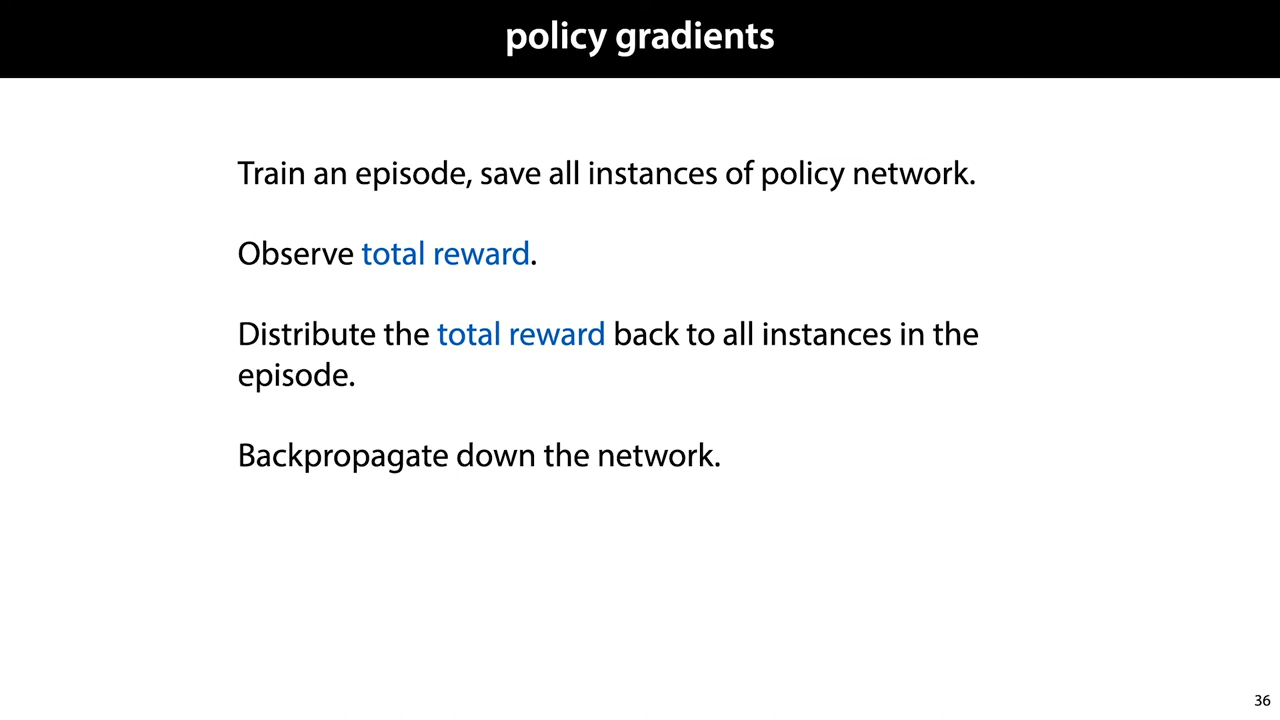 policy gradients
Train an episode, save all instances of policy network.
Observe total reward.
Distribute the total reward back to all instances in the
episode.
Backpropagate down the network.
36